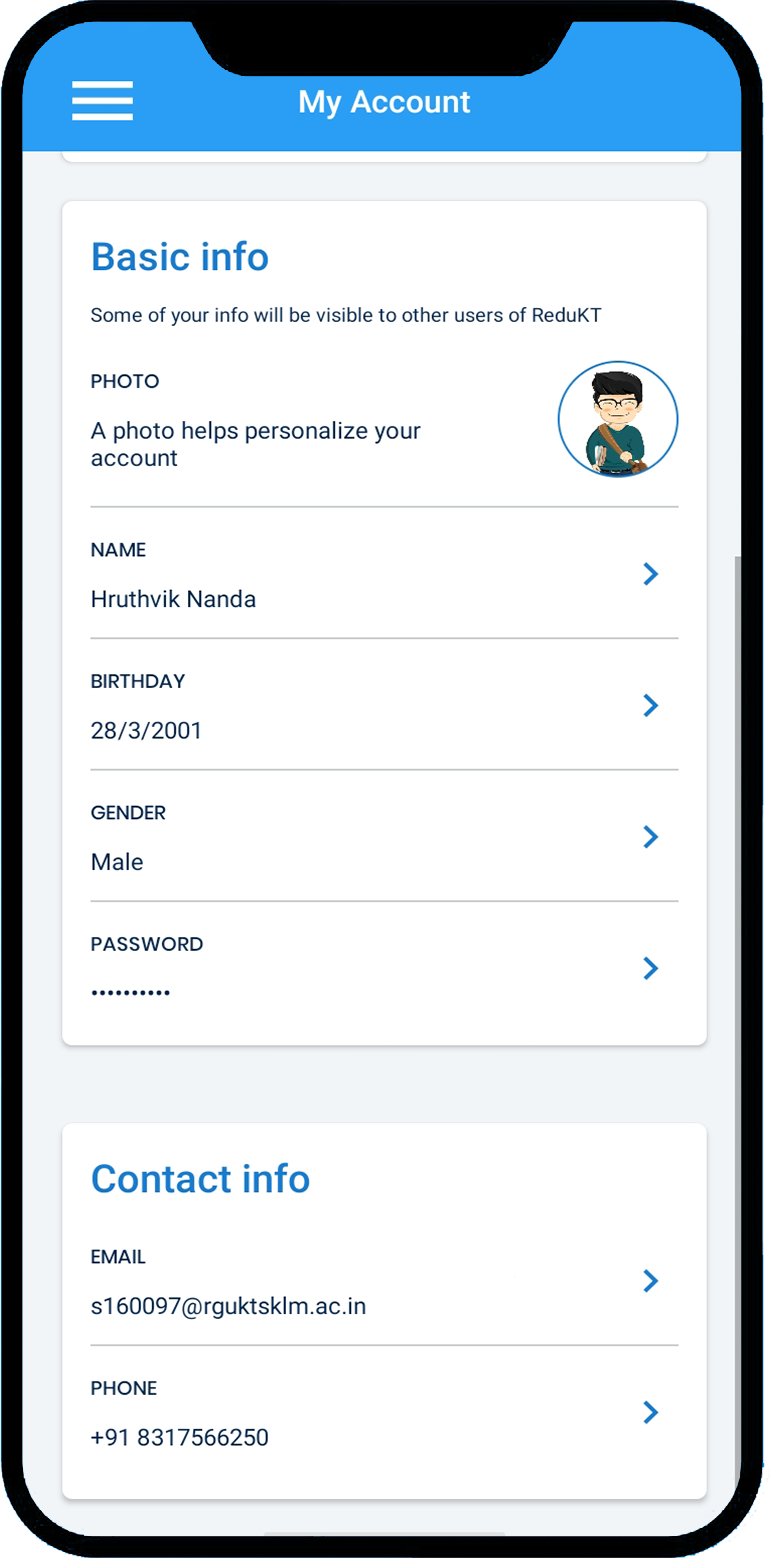 My Account
Basic info
Some of your info will be visible to other users of ReduKT
PHOTO
A photo helps personalize your
account
NAME
Hruthvik Nanda
BIRTHDAY
28/3/2001
GENDER
Male
PASSWORD
••••••••••
Contact info
EMAIL
s160097@rguktsklm.ac.in
PHONE
+91 8317566250